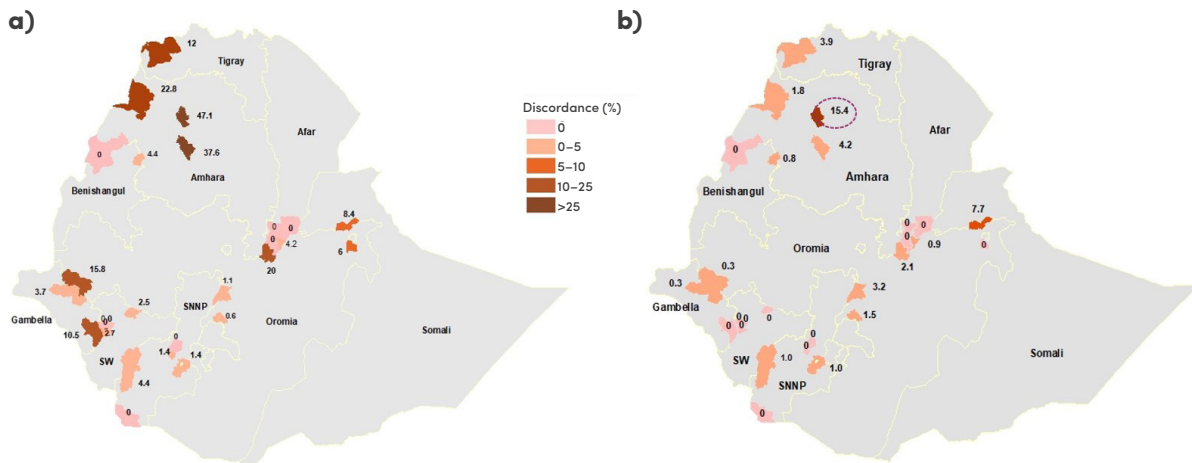 a)
12
Tigray
22.8
47.1
37.6
Afar
0
4.4
Amhara
Benishangul
0
0
0
4.2
20
8.4
6
15.8
3.7
Gambella
2.5
0.0
0
2.7
10.5
1.1
SNNP
0.6
Oromia
Somali
SW
0
1.4
1.4
4.4
0
Discordance (%)
0
0–5
5–10
10–25
>25
b)
3.9
Tigray
1.8
15.4
Afar
4.2
0
0.8
Amhara
Benishangul
7.7
0
0
0
0.9
0
2.1
Oromia
0.3
0.3
Gambella
3.2
1.5
0
0.0
0
0
0
0
SW
1.0
1.0
SNNP
Somali
0